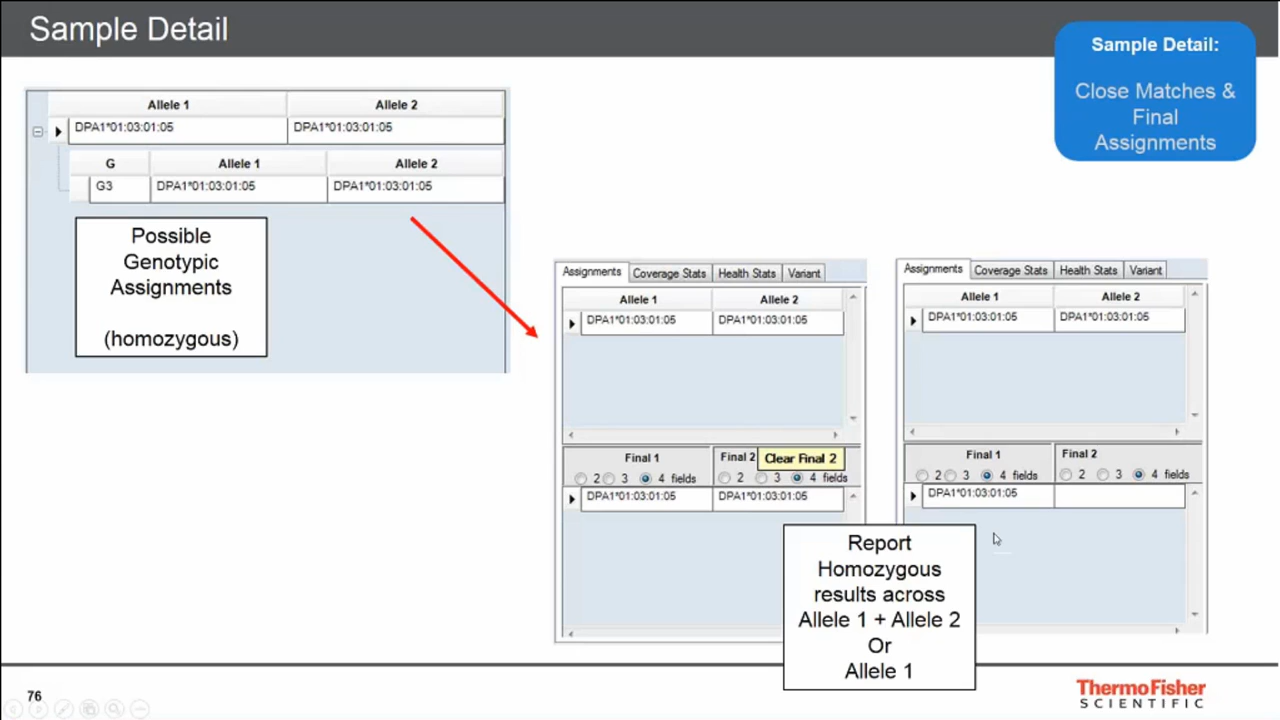 Sample Detail
Sample Detail:
Close Matches &
Final
Assignments
Allele 1 Allele 2
DPA1*01:03:01:05 DPA1*01:03:01:05
G Allele 1 Allele 2
G3 DPA1*01:03:01:05 DPA1*01:03:01:05
Possible
Genotypic
Assignments
(homozygous)
Assignments Coverage Stats Health Stats Variant
Allele 1 Allele 2
DPA1*01:03:01:05 DPA1*01:03:01:05
Final 1 Final 2 Clear Final 2
2 3 4 fields 2 3 4 fields
DPA1*01:03:01:05 DPA1*01:03:01:05
Assignments Coverage Stats Health Stats Variant
Allele 1 Allele 2
DPA1*01:03:01:05 DPA1*01:03:01:05
Final 1 Final 2
2 3 4 fields 2 3 4 fields
DPA1*01:03:01:05
Report
Homozygous
results across
Allele 1 + Allele 2
Or
Allele 1
76
ThermoFisher
SCIENTIFIC